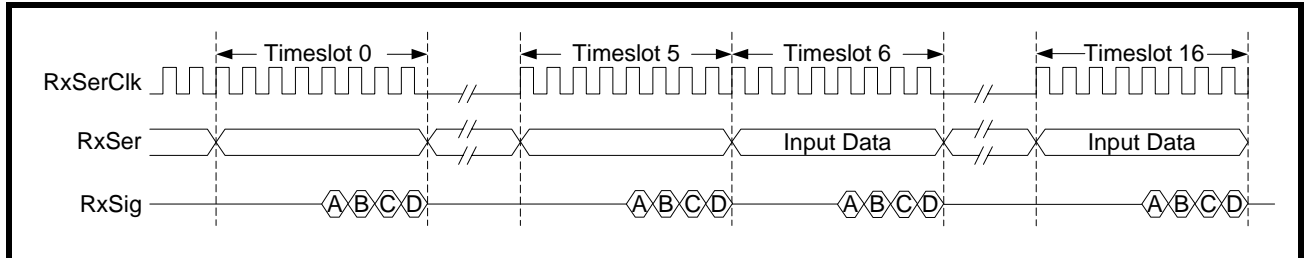 Timeslot 0 Timeslot 5 Timeslot 6 Timeslot 16
RxSerClk // //
RxSer // Input Data // Input Data
RxSig A B C D A B C D A B C D A B C D